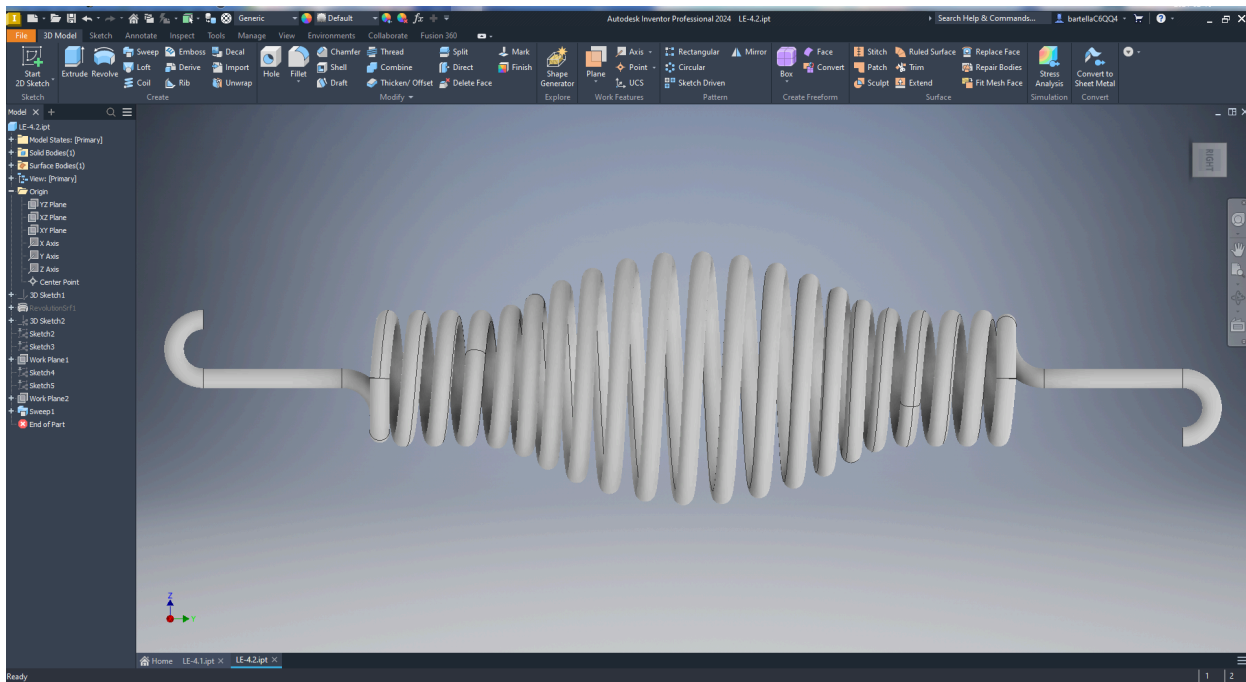 Generic
Default
Autodesk Inventor Professional 2024 LE-4.2.ipt
Search Help & Commands...
bartellaC6QQ4
File 3D Model Sketch Annotate Inspect Tools Manage View Environments Collaborate Fusion 360
Sweep Emboss Decal Chamfer Thread Split Mark Axis Rectangular Mirror Face Stitch Ruled Surface Replace Face
Loft Derive Import Shell Combine Direct Finish Point Circular Convert Patch Trim Repair Bodies
Start 2D Sketch Extrude Revolve Coil Rib Unwrap Hole Fillet Draft Thicken/ Offset Delete Face Shape Generator Plane UCS Sketch Driven Box Sculpt Extend Fit Mesh Face Stress Analysis Convert to Sheet Metal
Sketch Create Modify Explore Work Features Pattern Create Freeform Surface Simulation Convert
Model
LE-4.2.ipt
Model States: [Primary]
Solid Bodies(1)
Surface Bodies(1)
View: [Primary]
Origin
YZ Plane
XZ Plane
XY Plane
X Axis
Y Axis
Z Axis
Center Point
3D Sketch1
RevolutionSrf1
3D Sketch2
Sketch2
Sketch3
Work Plane1
Sketch4
Sketch5
Work Plane2
Sweep1
End of Part
RIGHT
Z
Y
Home LE-4.1.ipt LE-4.2.ipt
Ready
1 2